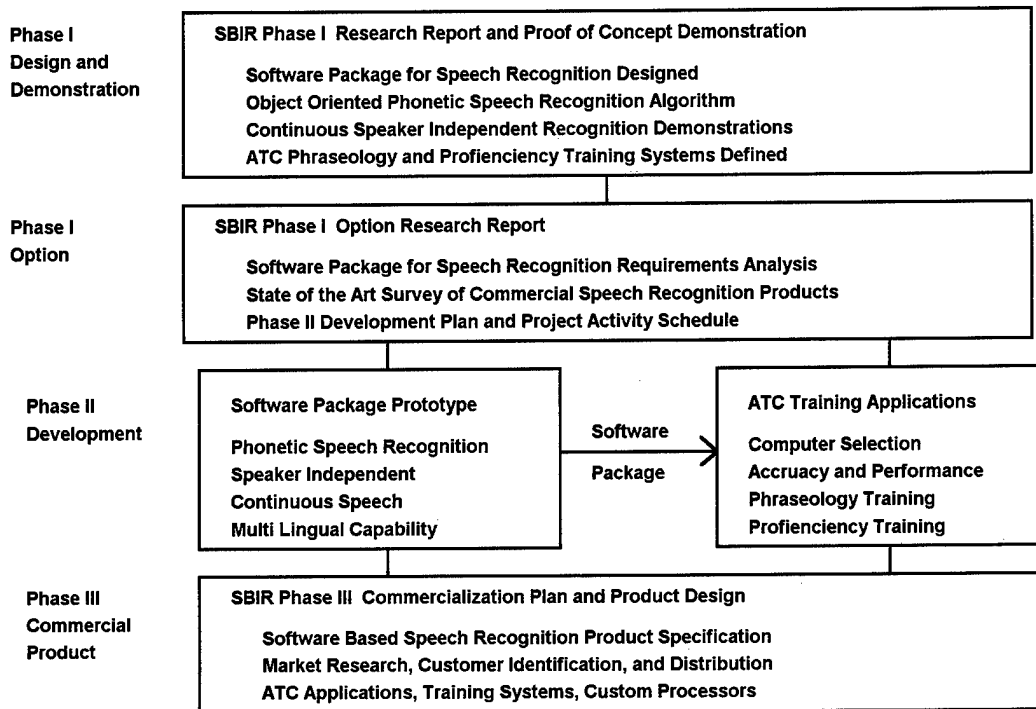 Phase I
Design and
Demonstration
SBIR Phase I Research Report and Proof of Concept Demonstration
Software Package for Speech Recognition Designed
Object Oriented Phonetic Speech Recognition Algorithm
Continuous Speaker Independent Recognition Demonstrations
ATC Phraseology and Profienciency Training Systems Defined
Phase I
Option
SBIR Phase I Option Research Report
Software Package for Speech Recognition Requirements Analysis
State of the Art Survey of Commercial Speech Recognition Products
Phase II Development Plan and Project Activity Schedule
Phase II
Development
Software Package Prototype
Phonetic Speech Recognition
Speaker Independent
Continuous Speech
Multi Lingual Capability
Software
Package
ATC Training Applications
Computer Selection
Accruacy and Performance
Phraseology Training
Profienciency Training
Phase III
Commercial
Product
SBIR Phase III Commercialization Plan and Product Design
Software Based Speech Recognition Product Specification
Market Research, Customer Identification, and Distribution
ATC Applications, Training Systems, Custom Processors